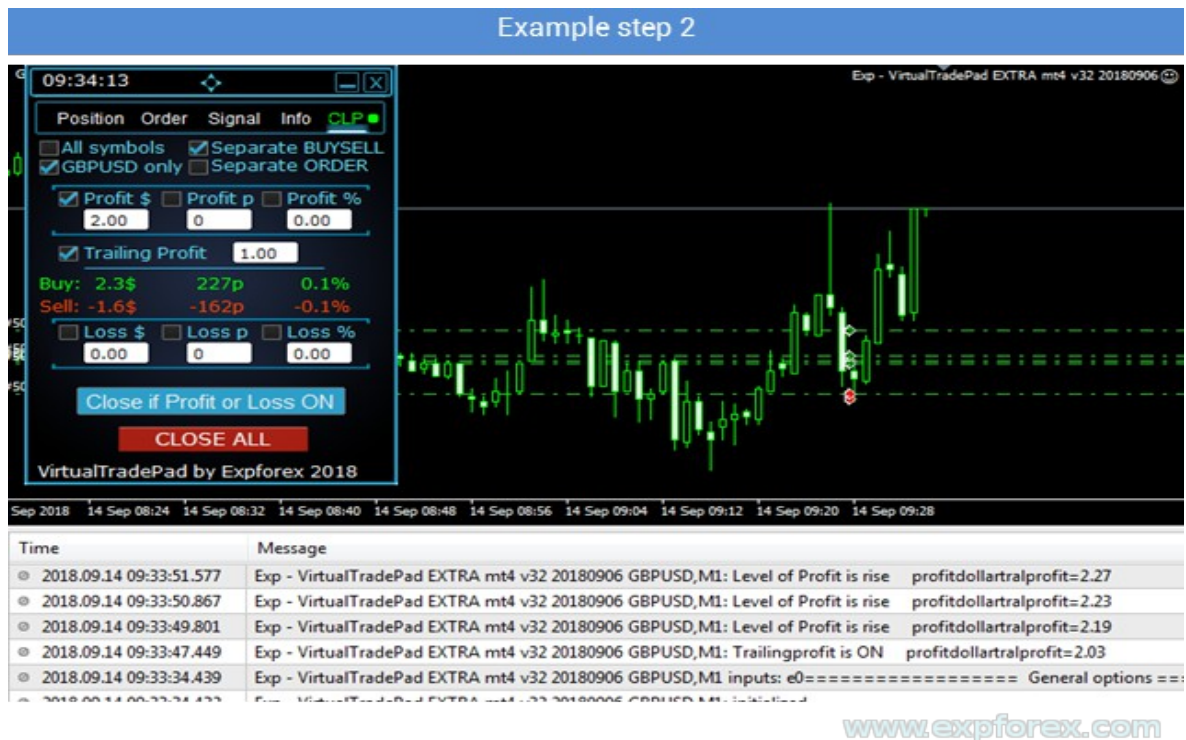 Example step 2
G
Exp - VirtualTradePad EXTRA mt4 v32 20180906
09:34:13
Position Order Signal Info CLP
All symbols Separate BUYSELL
GBPUSD only Separate ORDER
Profit $ Profit p Profit %
2.00 0 0.00
Trailing Profit 1.00
Buy: 2.3$ 227p 0.1%
Sell: -1.6$ -162p -0.1%
Loss $ Loss p Loss %
0.00 0 0.00
Close if Profit or Loss ON
CLOSE ALL
VirtualTradePad by Expforex 2018
Sep 2018 14 Sep 08:24 14 Sep 08:32 14 Sep 08:40 14 Sep 08:48 14 Sep 08:56 14 Sep 09:04 14 Sep 09:12 14 Sep 09:20 14 Sep 09:28
Time Message
2018.09.14 09:33:51.577 Exp - VirtualTradePad EXTRA mt4 v32 20180906 GBPUSD,M1: Level of Profit is rise profitdollartralprofit=2.27
2018.09.14 09:33:50.867 Exp - VirtualTradePad EXTRA mt4 v32 20180906 GBPUSD,M1: Level of Profit is rise profitdollartralprofit=2.23
2018.09.14 09:33:49.801 Exp - VirtualTradePad EXTRA mt4 v32 20180906 GBPUSD,M1: Level of Profit is rise profitdollartralprofit=2.19
2018.09.14 09:33:47.449 Exp - VirtualTradePad EXTRA mt4 v32 20180906 GBPUSD,M1: Trailingprofit is ON profitdollartralprofit=2.03
2018.09.14 09:33:34.439 Exp - VirtualTradePad EXTRA mt4 v32 20180906 GBPUSD,M1 inputs: e0=================== General options ===
www.expforex.com